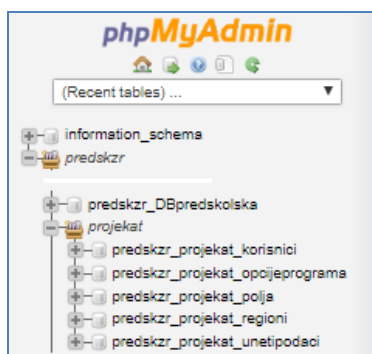 phpMyAdmin
(Recent tables) ...
information_schema
predskzr
predskzr_DBpredskolska
projekat
predskzr_projekat_korisnici
predskzr_projekat_opcijeprograma
predskzr_projekat_polja
predskzr_projekat_regioni
predskzr_projekat_unetipodaci